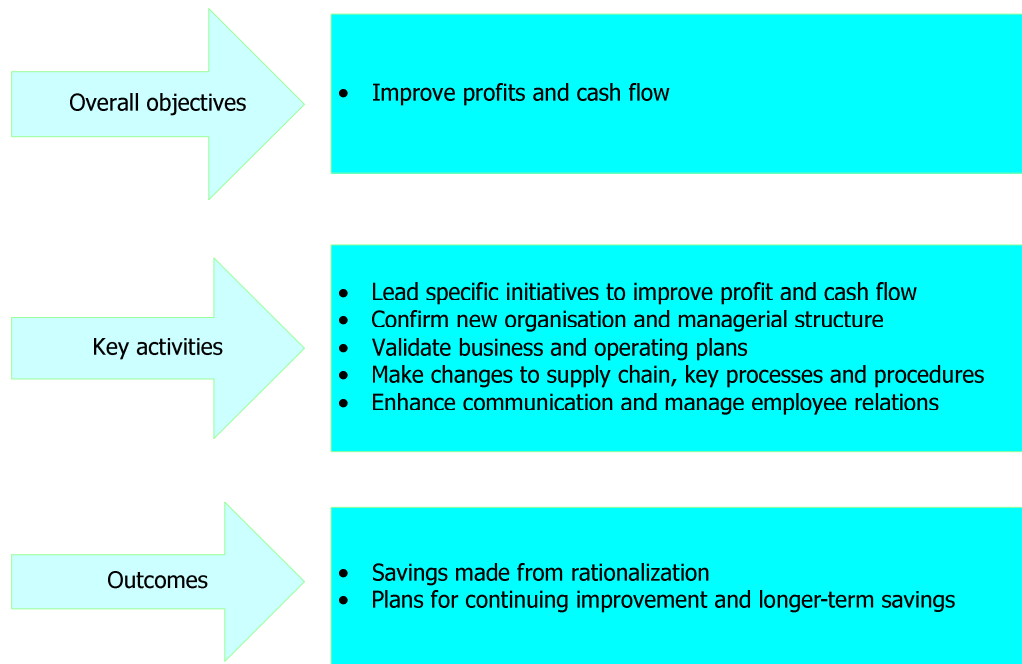 Overall objectives
• Improve profits and cash flow
Key activities
• Lead specific initiatives to improve profit and cash flow
• Confirm new organisation and managerial structure
• Validate business and operating plans
• Make changes to supply chain, key processes and procedures
• Enhance communication and manage employee relations
Outcomes
• Savings made from rationalization
• Plans for continuing improvement and longer-term savings